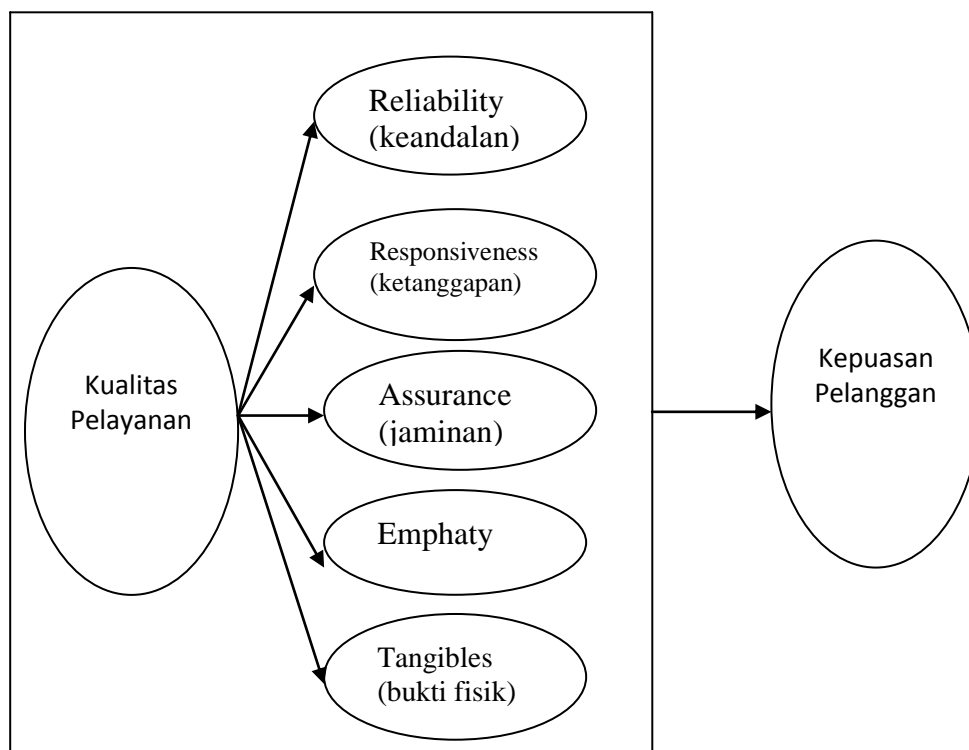 Reliability
(keandalan)
Responsiveness
(ketanggapan)
Kualitas
Pelayanan
Assurance
(jaminan)
Emphaty
Tangibles
(bukti fisik)
Kepuasan
Pelanggan